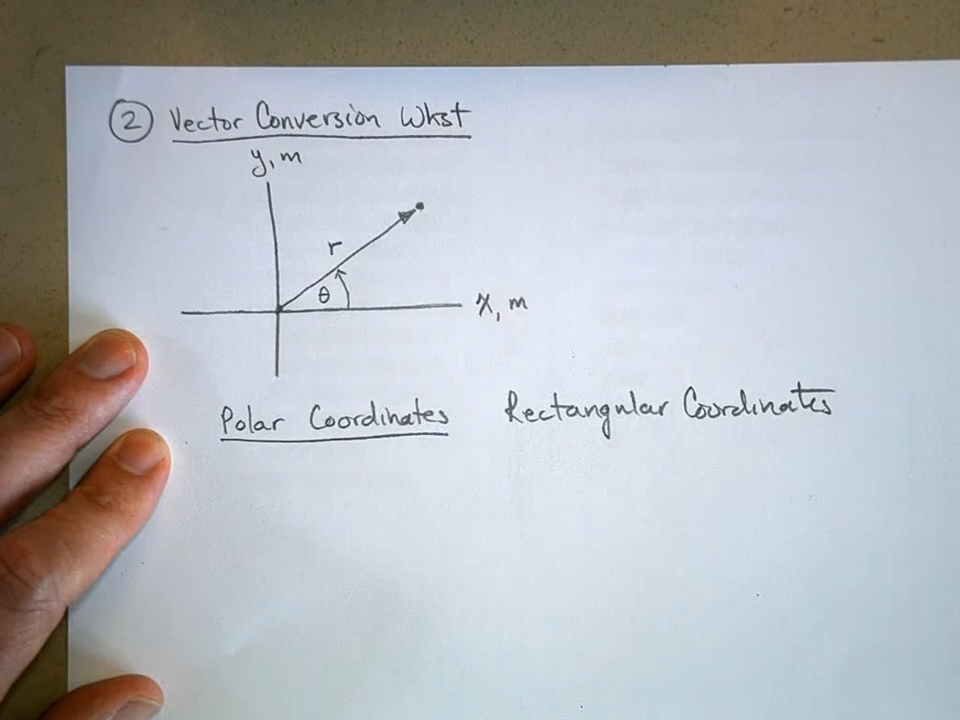 ② Vector Conversion Wkst
y, m
r
θ
x, m
Polar Coordinates Rectangular Coordinates